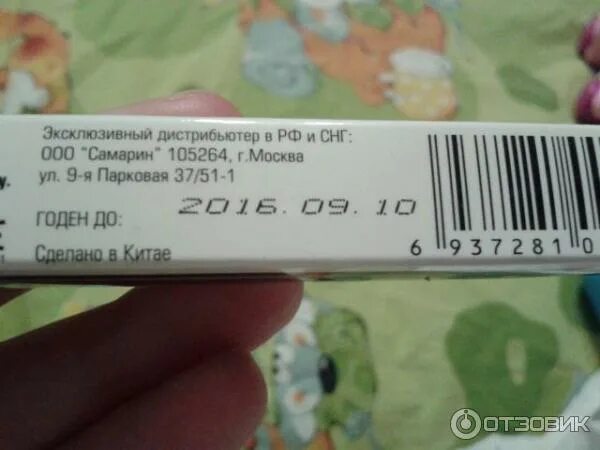 Эксклюзивный дистрибьютер в РФ и СНГ:
ООО "Самарин" 105264, г.Москва
ул. 9-я Парковая 37/51-1
ГОДЕН ДО: 2016.09.10
Сделано в Китае
6 937281 0
ОТЗОВИК